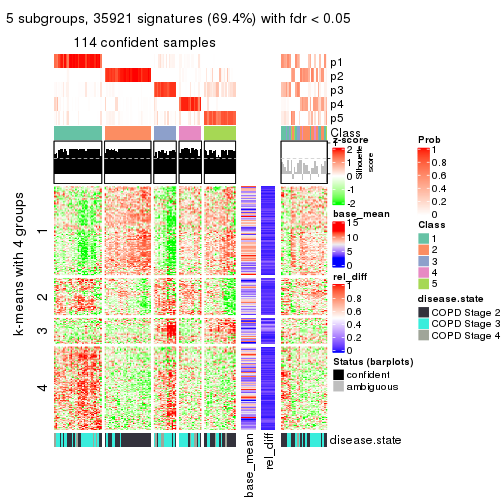 5 subgroups, 35921 signatures (69.4%) with fdr < 0.05
114 confident samples
p1
p2
p3
p4
p5
Class
Silhouette score
k-means with 4 groups
1
2
3
4
disease.state
base_mean
rel_diff
z-score
2
1
0
-1
-2
base_mean
15
10
5
0
rel_diff
1
0.8
0.6
0.4
0.2
0
Status (barplots)
confident
ambiguous
Prob
1
0.8
0.6
0.4
0.2
0
Class
1
2
3
4
5
disease.state
COPD Stage 2
COPD Stage 3
COPD Stage 4